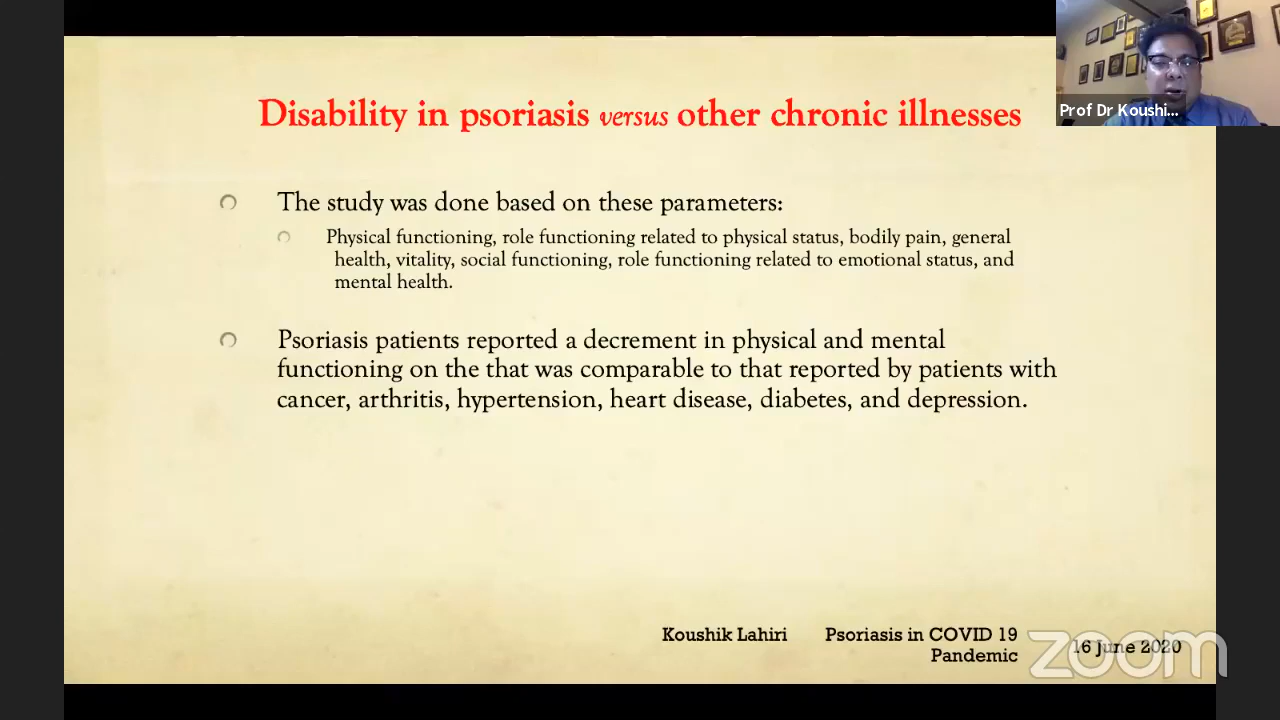 Disability in psoriasis versus other chronic illnesses
Prof Dr Koushi...
The study was done based on these parameters:
Physical functioning, role functioning related to physical status, bodily pain, general
health, vitality, social functioning, role functioning related to emotional status, and
mental health.
Psoriasis patients reported a decrement in physical and mental
functioning on the that was comparable to that reported by patients with
cancer, arthritis, hypertension, heart disease, diabetes, and depression.
Koushik Lahiri
Psoriasis in COVID 19
Pandemic
16 June 2020
zoom